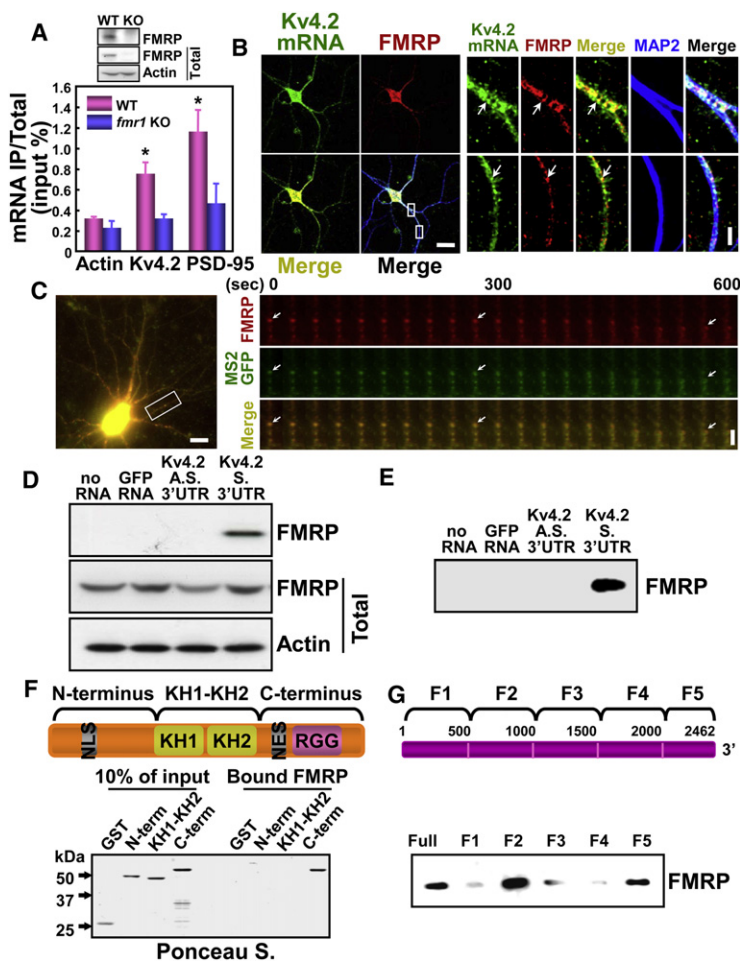 A
WT KO
FMRP
FMRP
Actin
Total
WT
fmr1 KO
mRNA IP/Total
(input %)
1.6
1.4
1.2
1.0
0.8
0.6
0.4
0.2
0
*
*
Actin Kv4.2 PSD-95
B
Kv4.2
mRNA
FMRP
Merge
Merge
Kv4.2
mRNA
FMRP
Merge
MAP2
Merge
C
(sec) 0 300 600
FMRP
MS2
GFP
Merge
D
no
RNA
GFP
RNA
Kv4.2
A.S.
3'UTR
Kv4.2
S.
3'UTR
FMRP
FMRP
Actin
Total
E
no
RNA
GFP
RNA
Kv4.2
A.S.
3'UTR
Kv4.2
S.
3'UTR
FMRP
F
N-terminus KH1-KH2 C-terminus
NLS KH1 KH2 NES RGG
10% of input Bound FMRP
GST N-term KH1-KH2 C-term GST N-term KH1-KH2 C-term
kDa
50
37
25
Ponceau S.
G
F1 F2 F3 F4 F5
1 500 1000 1500 2000 2462
3'
Full F1 F2 F3 F4 F5
FMRP